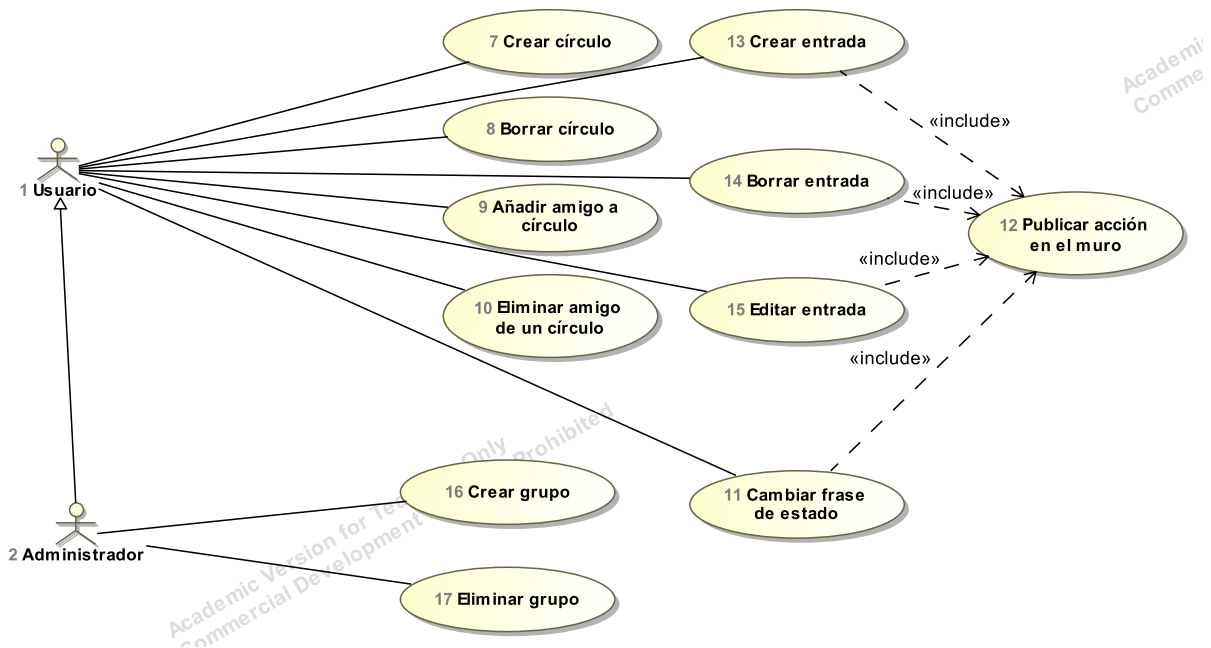 7 Crear círculo
13 Crear entrada
Academic
Comme
«include»
8 Borrar círculo
1 Usuario
14 Borrar entrada
«include»
9 Añadir amigo a
círculo
12 Publicar acción
en el muro
«include»
10 Eliminar amigo
de un círculo
15 Editar entrada
«include»
16 Crear grupo
11 Cambiar frase
de estado
2 Administrador
17 Eliminar grupo
Academic Version for Tea Only
Commercial Development Prohibited